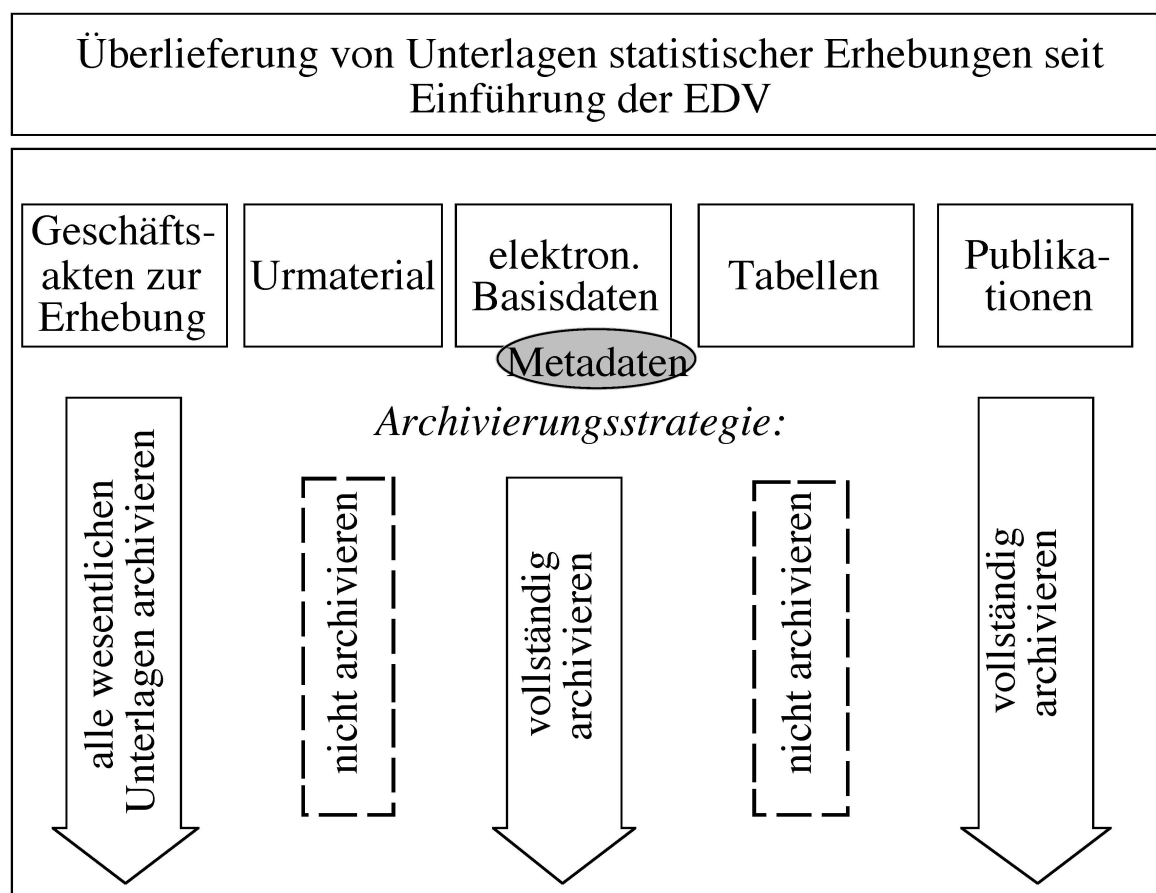 Überlieferung von Unterlagen statistischer Erhebungen seit
Einführung der EDV
Geschäfts-
akten zur
Erhebung
Urmaterial
elektron.
Basisdaten
Metadaten
Tabellen
Publika-
tionen
Archivierungsstrategie:
alle wesentlichen
Unterlagen archivieren
nicht archivieren
vollständig
archivieren
nicht archivieren
vollständig
archivieren